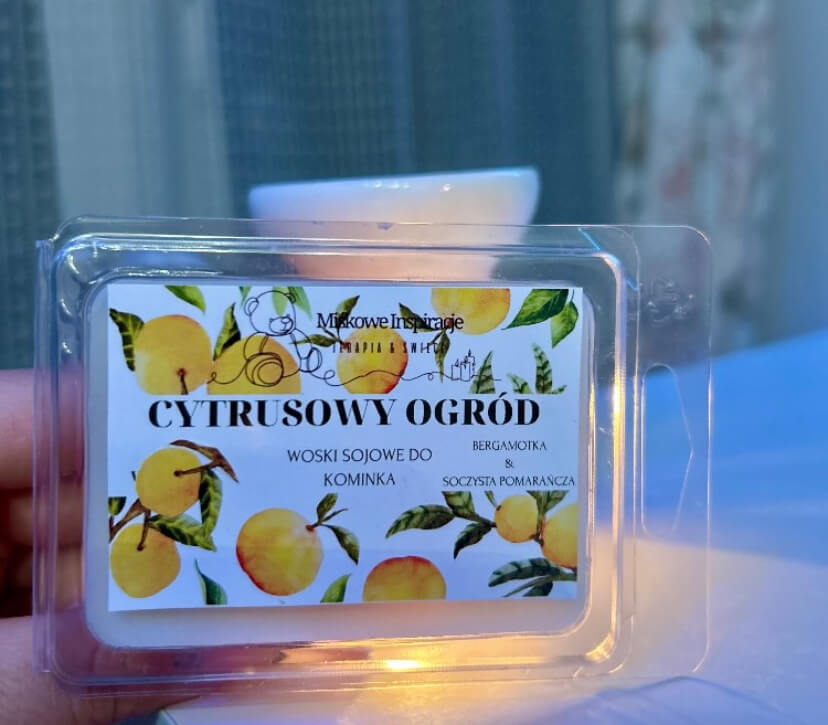 Miśkowe Inspiracje
TERAPIA & ŚWIECE
CYTRUSOWY OGRÓD
WOSKI SOJOWE DO
KOMINKA
BERGAMOTKA
&
SOCZYSTA POMARAŃCZA